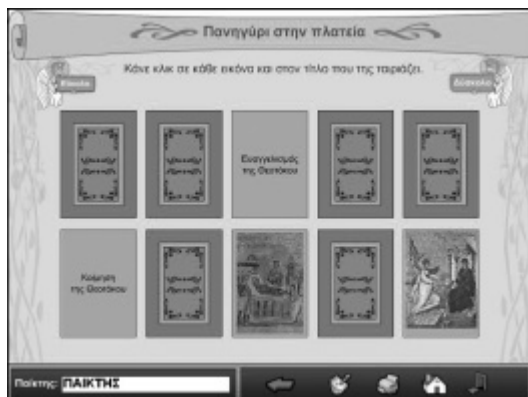 Πανηγύρι στην πλατεία
Κάνε κλικ σε κάθε εικόνα και στον τίτλο που της ταιριάζει.
Εύκολο
Δύσκολο
Ευαγγελισμός
της Θεοτόκου
Κοίμηση
της Θεοτόκου
Παίκτης: ΠΑΙΚΤΗΣ